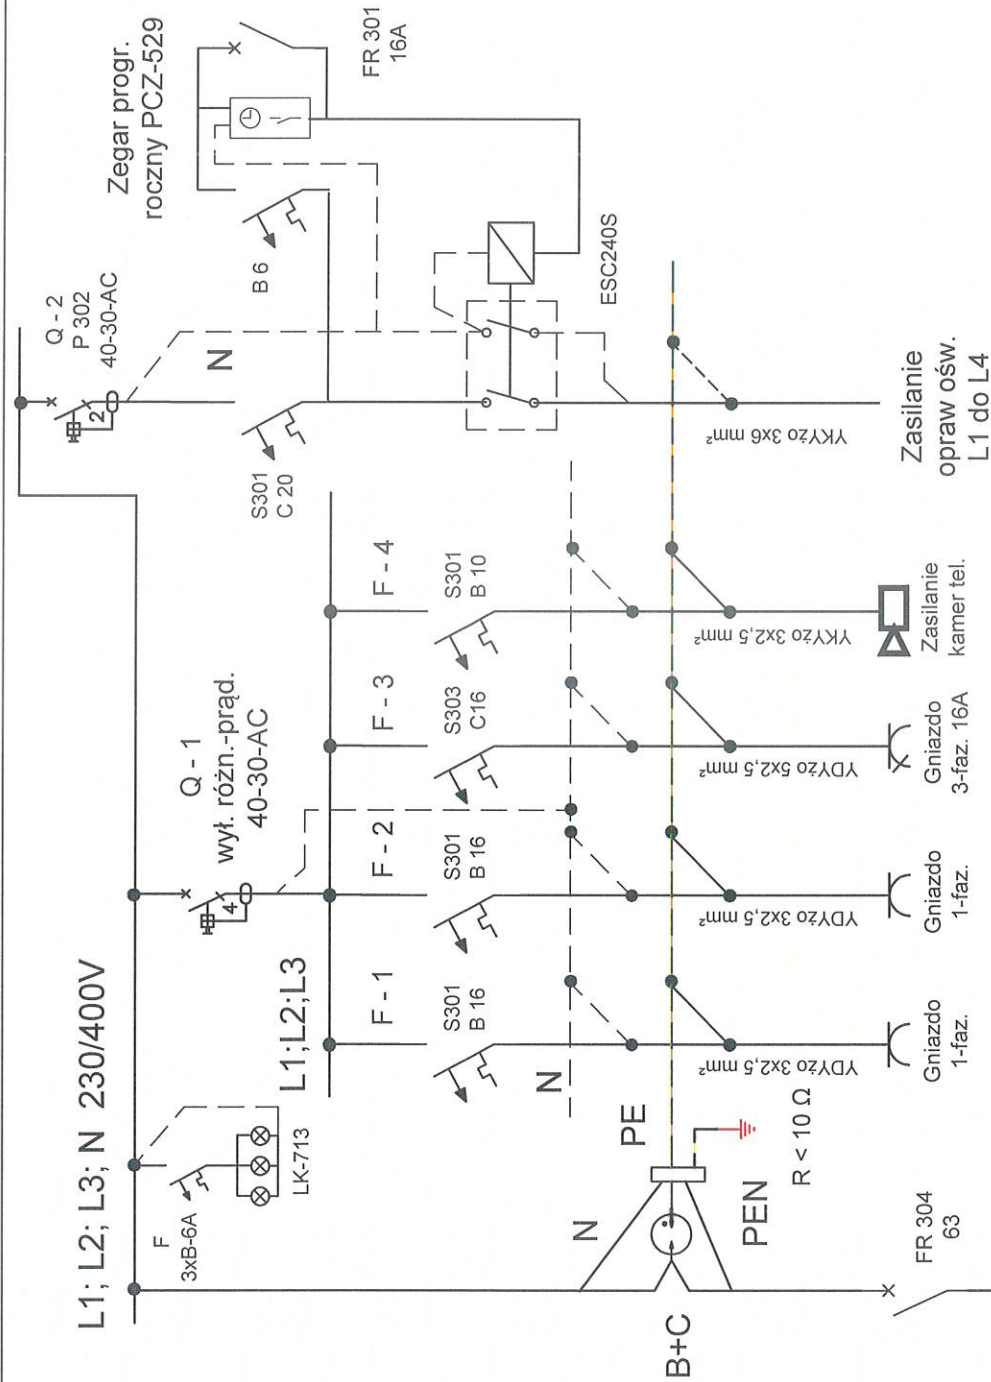 L1; L2; L3; N 230/400V
F
3xB-6A
LK-713
Q - 1
wył. różn.-prąd.
40-30-AC
4
L1;L2;L3
Q - 2
P 302
40-30-AC
2
N
S301
C 20
B 6
Zegar progr.
roczny PCZ-529
FR 301
16A
ESC240S
F - 1
S301
B 16
F - 2
S301
B 16
F - 3
S303
C16
F - 4
S301
B 10
N
PE
N
B+C
PEN
R < 10 Ω
FR 304
63
YDYżo 3x2,5 mm²
YDYżo 3x2,5 mm²
YDYżo 5x2,5 mm²
YKYżo 3x2,5 mm²
YKYżo 3x6 mm²
Gniazdo
1-faz.
Gniazdo
1-faz.
Gniazdo
3-faz. 16A
Zasilanie
kamer tel.
Zasilanie
opraw ośw.
L1 do L4